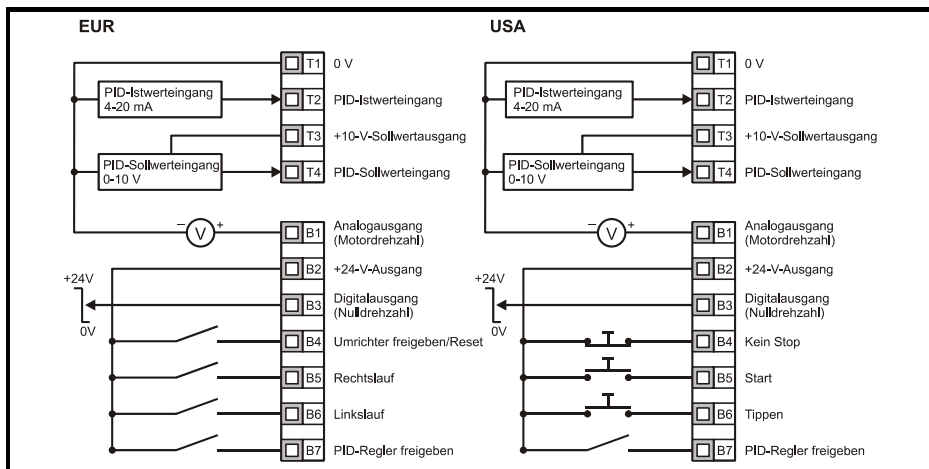 EUR
USA
T1 0 V
PID-Istwerteingang
4-20 mA
T2 PID-Istwerteingang
T3 +10-V-Sollwertausgang
PID-Sollwerteingang
0-10 V
T4 PID-Sollwerteingang
– V +
B1 Analogausgang
(Motordrehzahl)
B2 +24-V-Ausgang
+24V
0V
B3 Digitalausgang
(Nulldrehzahl)
B4 Umrichter freigeben/Reset
B5 Rechtslauf
B6 Linkslauf
B7 PID-Regler freigeben
T1 0 V
PID-Istwerteingang
4-20 mA
T2 PID-Istwerteingang
T3 +10-V-Sollwertausgang
PID-Sollwerteingang
0-10 V
T4 PID-Sollwerteingang
– V +
B1 Analogausgang
(Motordrehzahl)
B2 +24-V-Ausgang
+24V
0V
B3 Digitalausgang
(Nulldrehzahl)
B4 Kein Stop
B5 Start
B6 Tippen
B7 PID-Regler freigeben